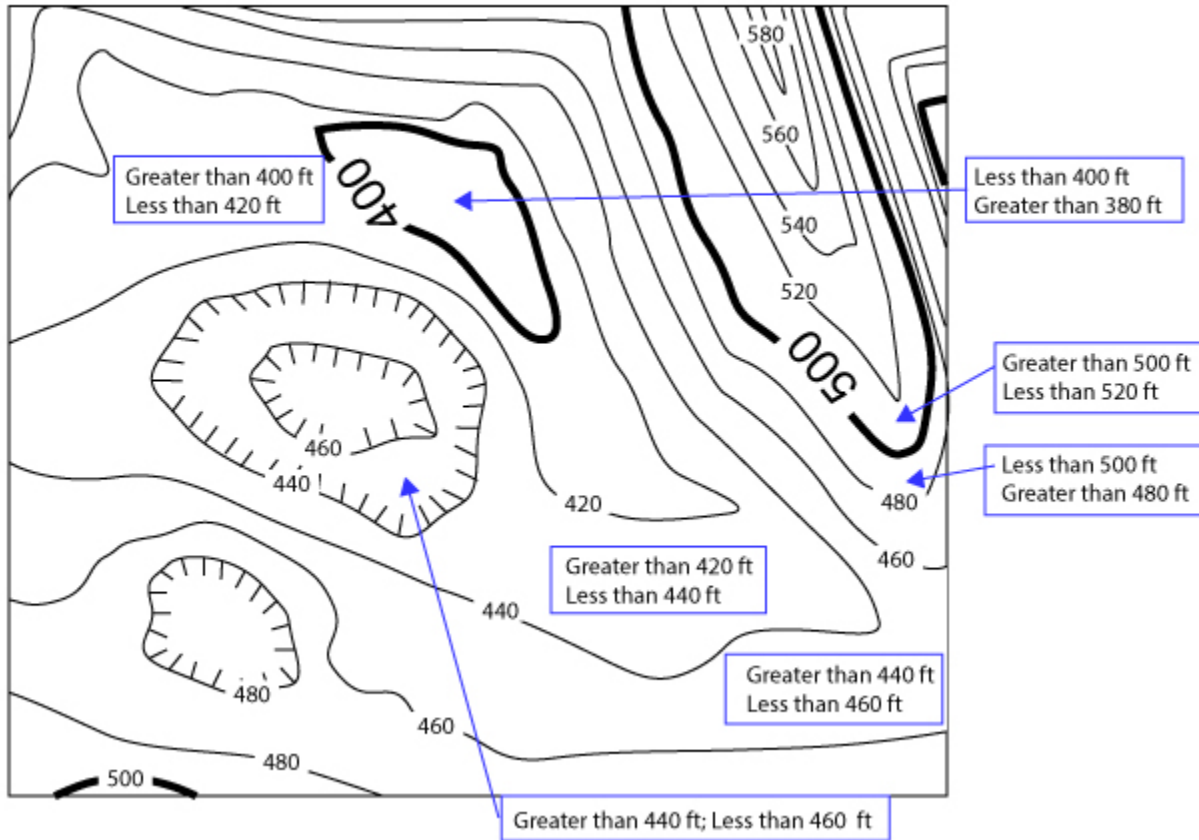 580
560
Greater than 400 ft
Less than 420 ft
400
Less than 400 ft
Greater than 380 ft
540
520
500
Greater than 500 ft
Less than 520 ft
460
440
420
Less than 500 ft
Greater than 480 ft
480
460
Greater than 420 ft
Less than 440 ft
440
Greater than 440 ft
Less than 460 ft
480
460
480
500
Greater than 440 ft; Less than 460 ft